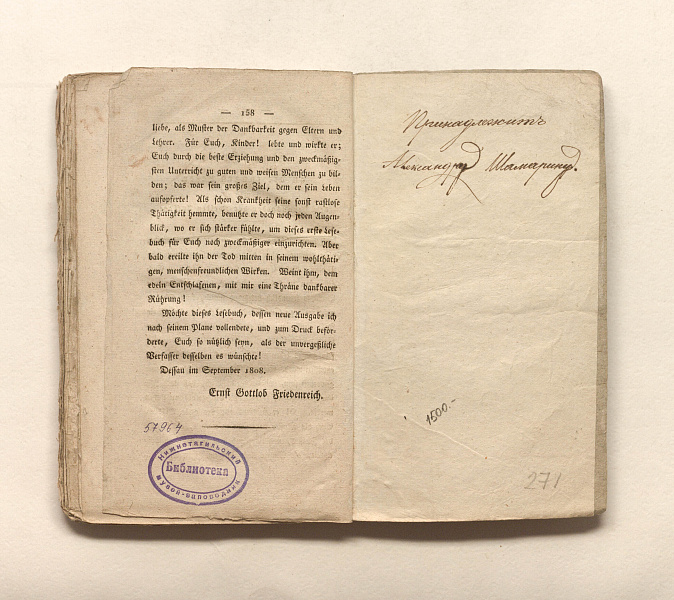 — 158 —
liebe, als Muster der Dankbarkeit gegen Eltern und
Lehrer. Für Euch, Kinder! lebte und wirkte er;
Euch durch die beste Erziehung und den zweckmäßig-
sten Unterricht zu guten und weisen Menschen zu bil-
den; das war sein großes Ziel, dem er sein Leben
aufopferte! Als schon Krankheit seine sonst rastlose
Thätigkeit hemmte, benutzte er doch noch jeden Augen-
blick, wo er sich stärker fühlte, um dieses erste Lese-
buch für Euch noch zweckmäßiger einzurichten. Aber
bald ereilte ihn der Tod mitten in seinem wohlthäti-
gen, menschenfreundlichen Wirken. Weint ihm, dem
edeln Entschlafenen, mit mir eine Thräne dankbarer
Rührung!
Möchte dieses Lesebuch, dessen neue Ausgabe ich
nach seinem Plane vollendete, und zum Druck beför-
derte, Euch so nützlich seyn, als der unvergeßliche
Verfasser desselben es wünschte!
Dessau im September 1808.
Ernst Gottlob Friedenreich.
57964
Нижнетагильский
Библиотека
музей-заповедник
Принадлежитъ
Александру Шамарину.
1500.-
271